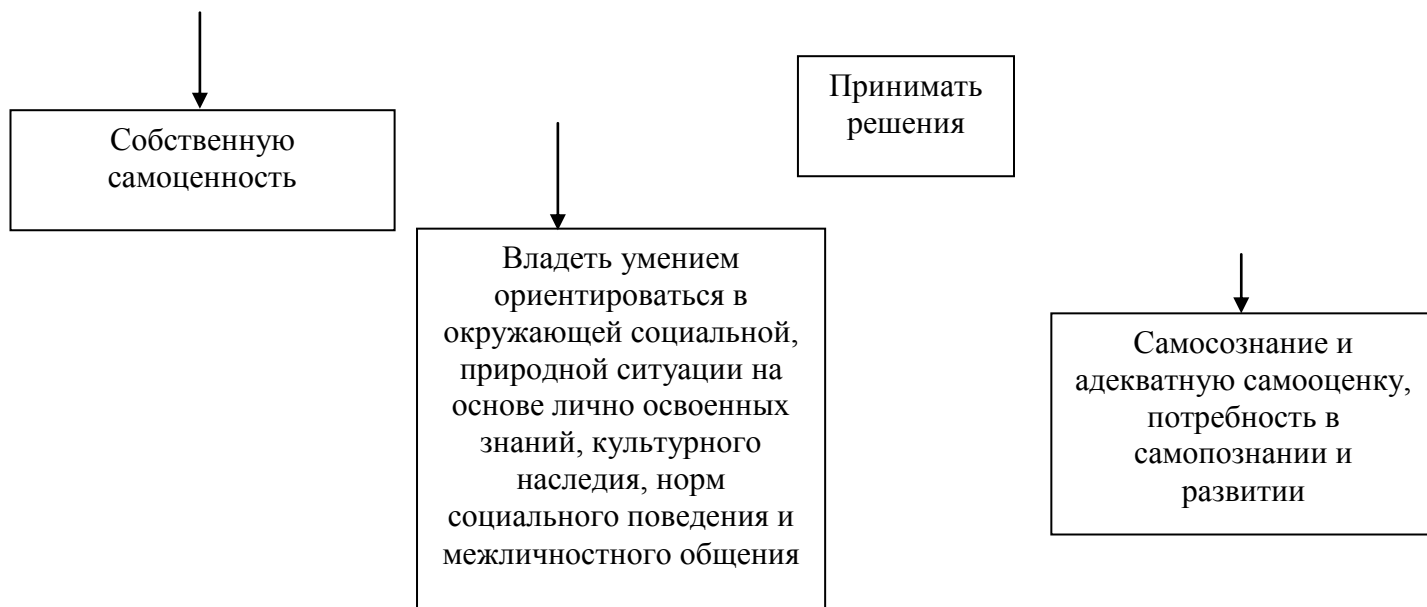 Собственную
самоценность
Владеть умением
ориентироваться в
окружающей социальной,
природной ситуации на
основе лично освоенных
знаний, культурного
наследия, норм
социального поведения и
межличностного общения
Принимать
решения
Самосознание и
адекватную самооценку,
потребность в
самопознании и
развитии